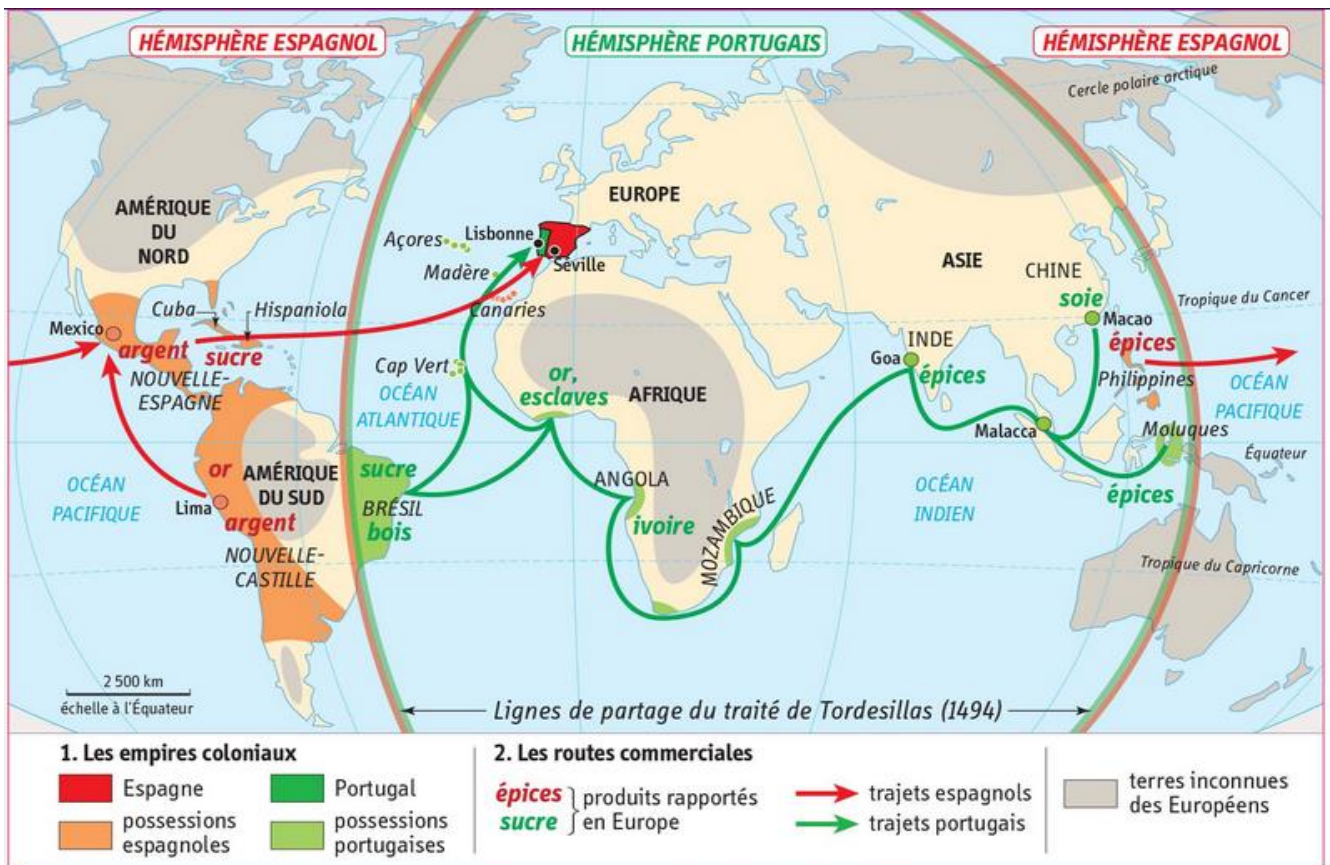 HÉMISPHÈRE ESPAGNOL
HÉMISPHÈRE PORTUGAIS
HÉMISPHÈRE ESPAGNOL
Cercle polaire arctique
AMÉRIQUE
DU
NORD
EUROPE
ASIE
Açores
Lisbonne
Séville
Madère
Canaries
CHINE
soie
Macao
Tropique du Cancer
Cuba
Hispaniola
Mexico
argent
sucre
NOUVELLE-
ESPAGNE
Cap Vert
OCÉAN
ATLANTIQUE
or,
esclaves
AFRIQUE
INDE
Goa
épices
épices
Philippines
OCÉAN
PACIFIQUE
Malacca
Moluques
Équateur
épices
OCÉAN
PACIFIQUE
or
AMÉRIQUE
DU SUD
Lima
argent
NOUVELLE-
CASTILLE
sucre
BRÉSIL
bois
ANGOLA
ivoire
MOZAMBIQUE
OCÉAN
INDIEN
Tropique du Capricorne
2 500 km
échelle à l'Équateur
Lignes de partage du traité de Tordesillas (1494)
1. Les empires coloniaux
Espagne
Portugal
possessions
espagnoles
possessions
portugaises
2. Les routes commerciales
épices
sucre
produits rapportés
en Europe
trajets espagnols
trajets portugais
terres inconnues
des Européens